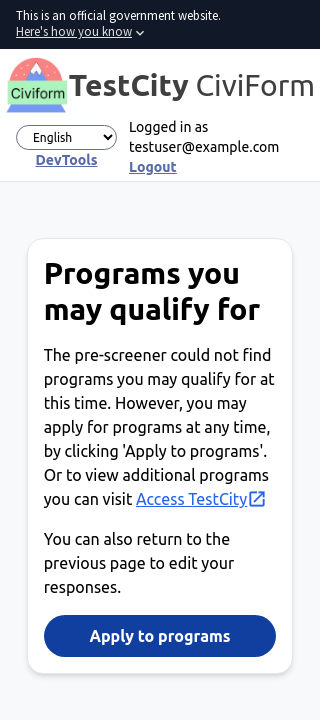 This is an official government website.
Here's how you know
Civiform
TestCity CiviForm
English
DevTools
Logged in as
testuser@example.com
Logout
Programs you
may qualify for
The pre-screener could not find
programs you may qualify for at
this time. However, you may
apply for programs at any time,
by clicking 'Apply to programs'.
Or to view additional programs
you can visit Access TestCity
You can also return to the
previous page to edit your
responses.
Apply to programs